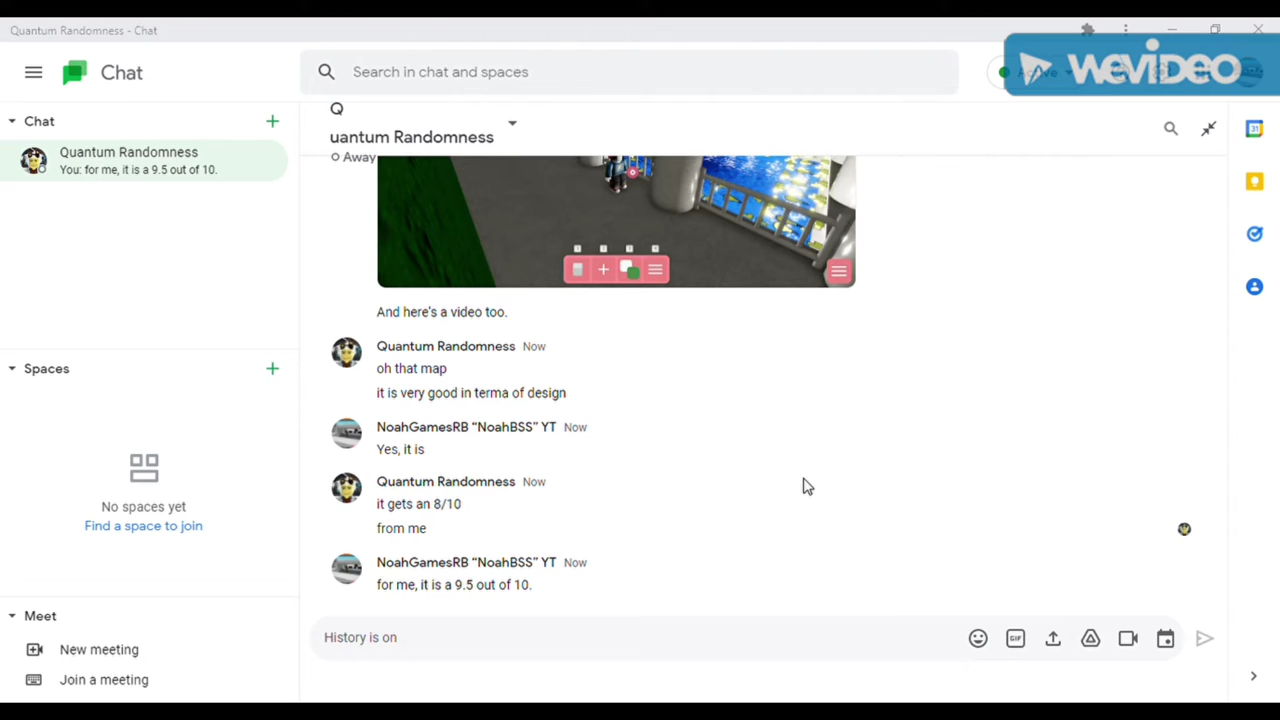 Quantum Randomness - Chat
Chat
Search in chat and spaces
Active
WeVideo
Chat
Quantum Randomness
You: for me, it is a 9.5 out of 10.
Spaces
No spaces yet
Find a space to join
Meet
New meeting
Join a meeting
Q
uantum Randomness
Away
And here's a video too.
Quantum Randomness Now
oh that map
it is very good in terma of design
NoahGamesRB “NoahBSS” YT Now
Yes, it is
Quantum Randomness Now
it gets an 8/10
from me
NoahGamesRB “NoahBSS” YT Now
for me, it is a 9.5 out of 10.
History is on
GIF
31